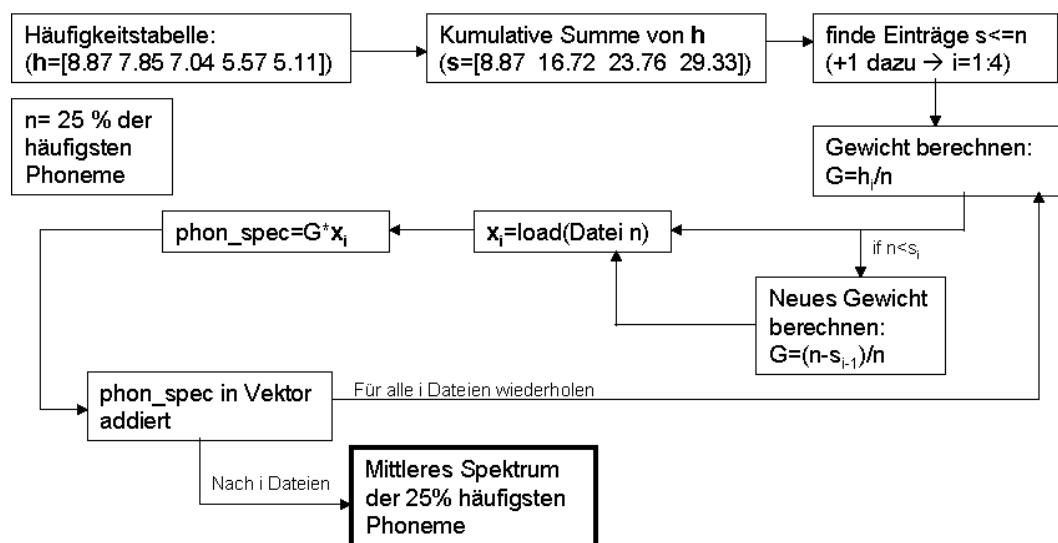 Häufigkeitstabelle:
(h=[8.87 7.85 7.04 5.57 5.11])
Kumulative Summe von h
(s=[8.87 16.72 23.76 29.33])
finde Einträge s<=n
(+1 dazu → i=1:4)
n= 25 % der
häufigsten
Phoneme
Gewicht berechnen:
G=hi/n
phon_spec=G*xi
xi=load(Datei n)
if n<si
Neues Gewicht
berechnen:
G=(n-si-1)/n
phon_spec in Vektor
addiert
Für alle i Dateien wiederholen
Nach i Dateien
Mittleres Spektrum
der 25% häufigsten
Phoneme